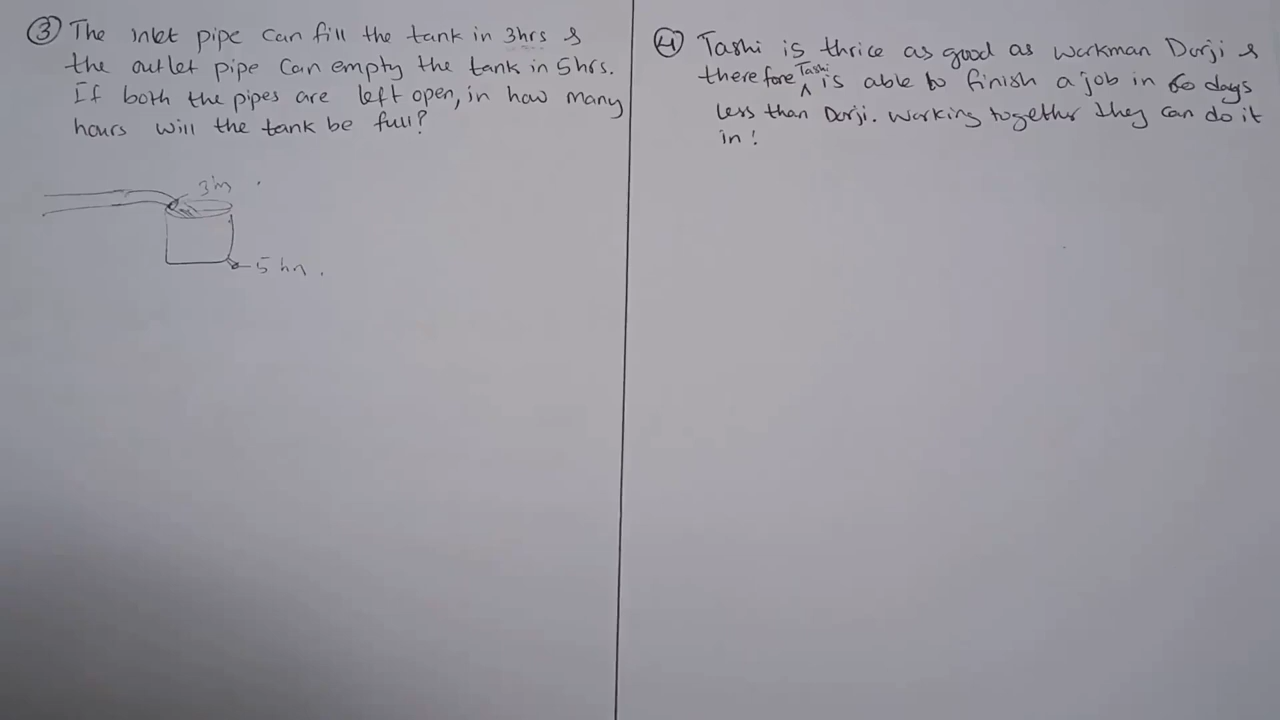 ③ The inlet pipe can fill the tank in 3hrs &
the outlet pipe can empty the tank in 5hrs.
If both the pipes are left open, in how many
hours will the tank be full?
3 hr
5 hr.
④ Tashi is thrice as good as workman Dorji &
therefore Tashi is able to finish a job in 60 days
less than Dorji. Working together they can do it
in!